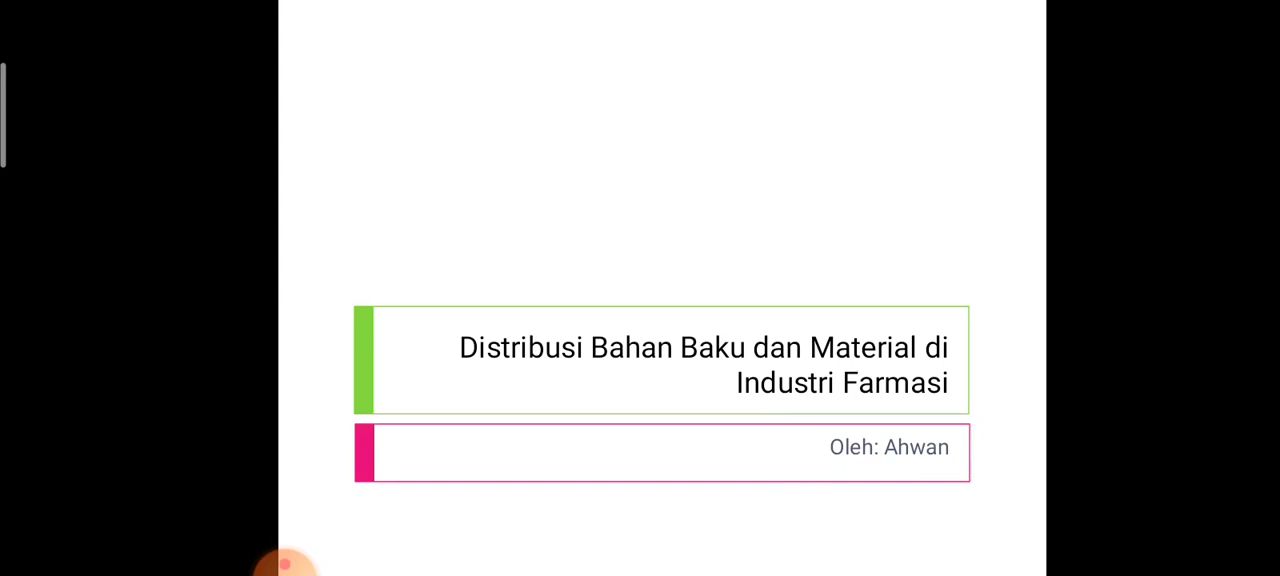 Distribusi Bahan Baku dan Material di
Industri Farmasi
Oleh: Ahwan